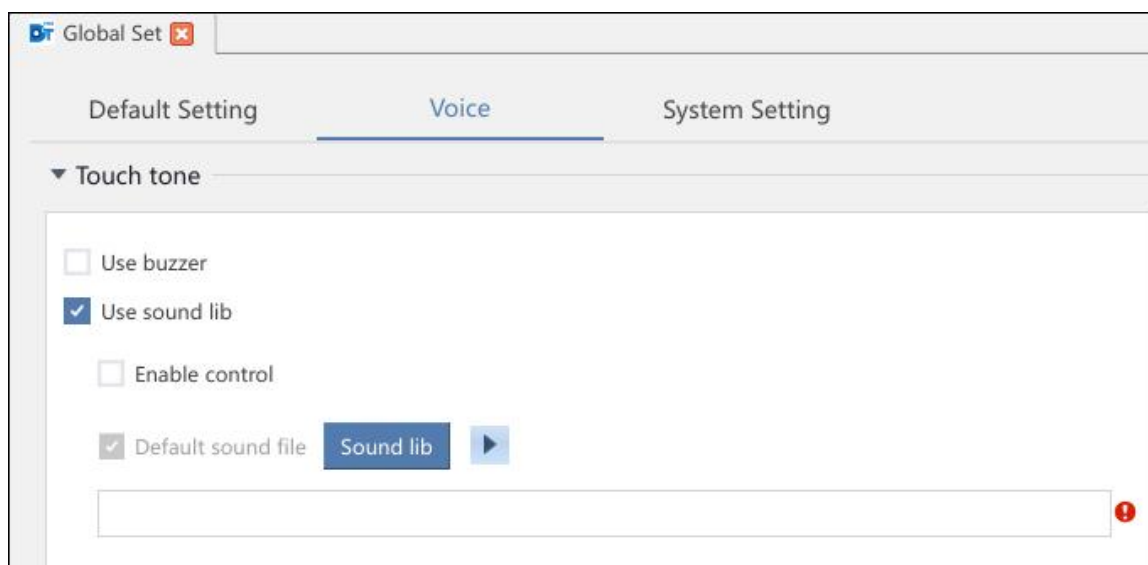 DT Global Set
Default Setting Voice System Setting
Touch tone
Use buzzer
Use sound lib
Enable control
Default sound file Sound lib